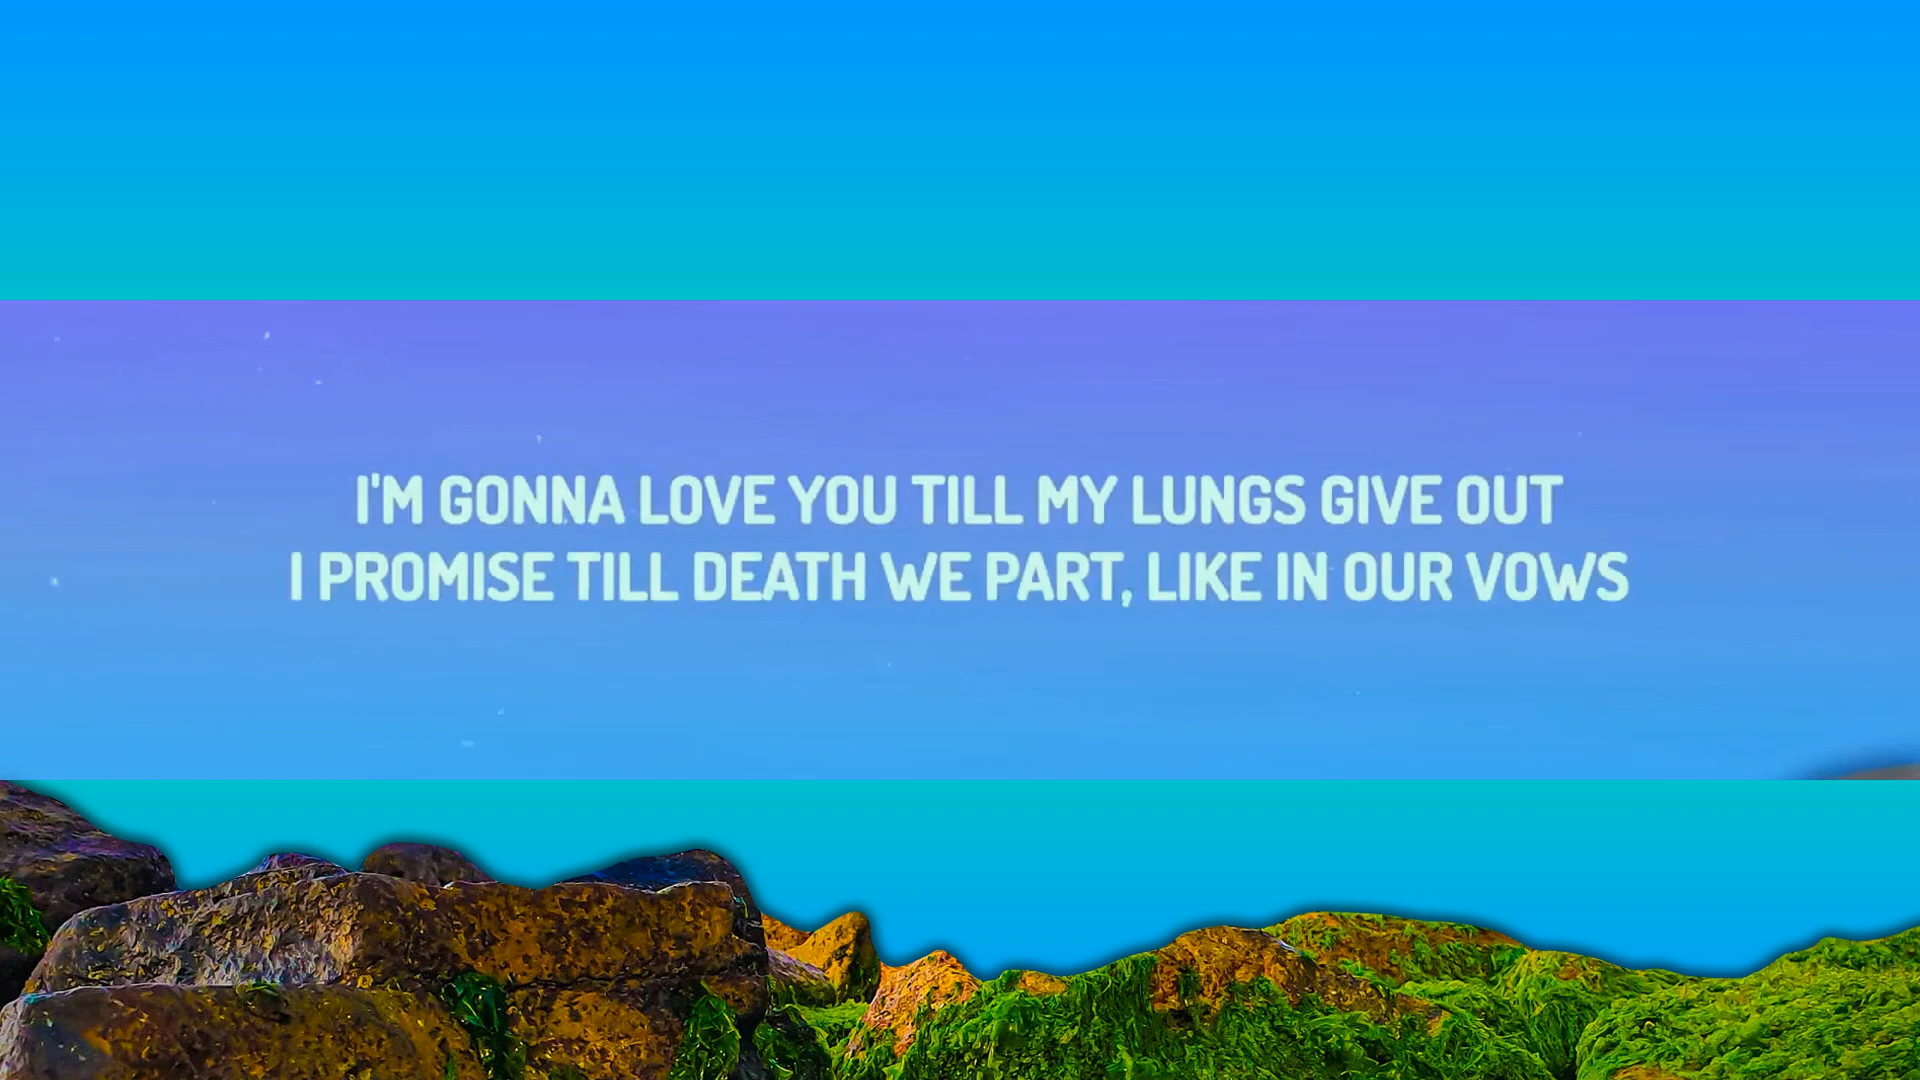 I'M GONNA LOVE YOU TILL MY LUNGS GIVE OUT
I PROMISE TILL DEATH WE PART, LIKE IN OUR VOWS